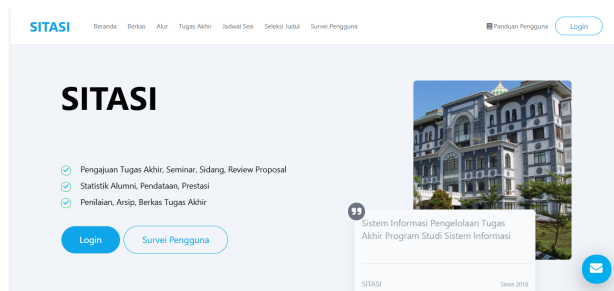 SITASI
Beranda Berkas Alur Tugas Akhir Jadwal Sesi Seleksi Judul Survei Pengguna
Panduan Pengguna
Login
SITASI
Pengajuan Tugas Akhir, Seminar, Sidang, Review Proposal
Statistik Alumni, Pendataan, Prestasi
Penilaian, Arsip, Berkas Tugas Akhir
Login
Survei Pengguna
Sistem Informasi Pengelolaan Tugas
Akhir Program Studi Sistem Informasi
SITASI
Since 2018